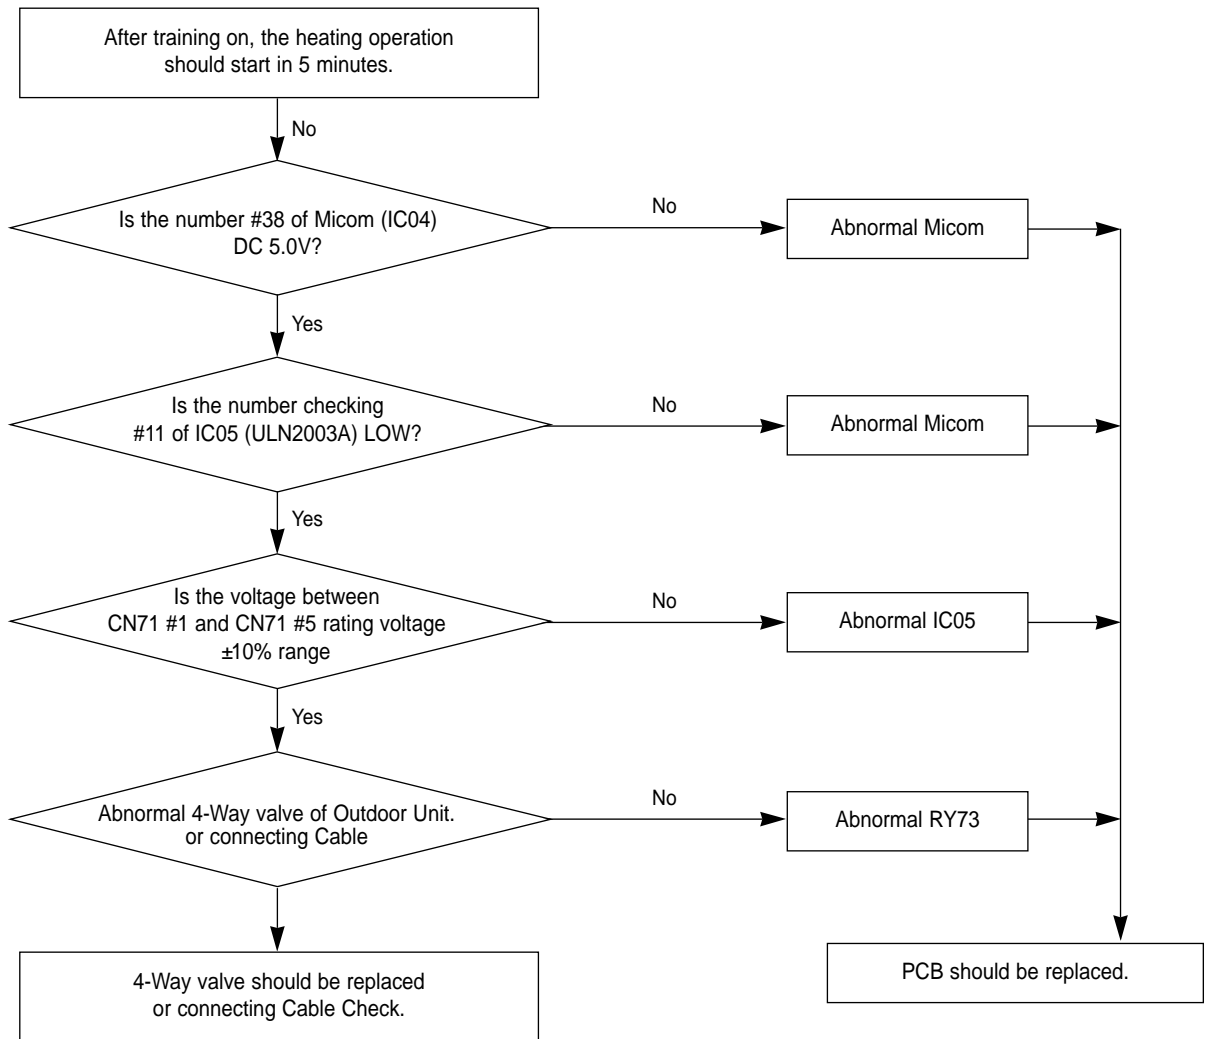 After training on, the heating operation
should start in 5 minutes.
No
Is the number #38 of Micom (IC04)
DC 5.0V?
No
Abnormal Micom
Yes
Is the number checking
#11 of IC05 (ULN2003A) LOW?
No
Abnormal Micom
Yes
Is the voltage between
CN71 #1 and CN71 #5 rating voltage
±10% range
No
Abnormal IC05
Yes
Abnormal 4-Way valve of Outdoor Unit.
or connecting Cable
No
Abnormal RY73
4-Way valve should be replaced
or connecting Cable Check.
PCB should be replaced.